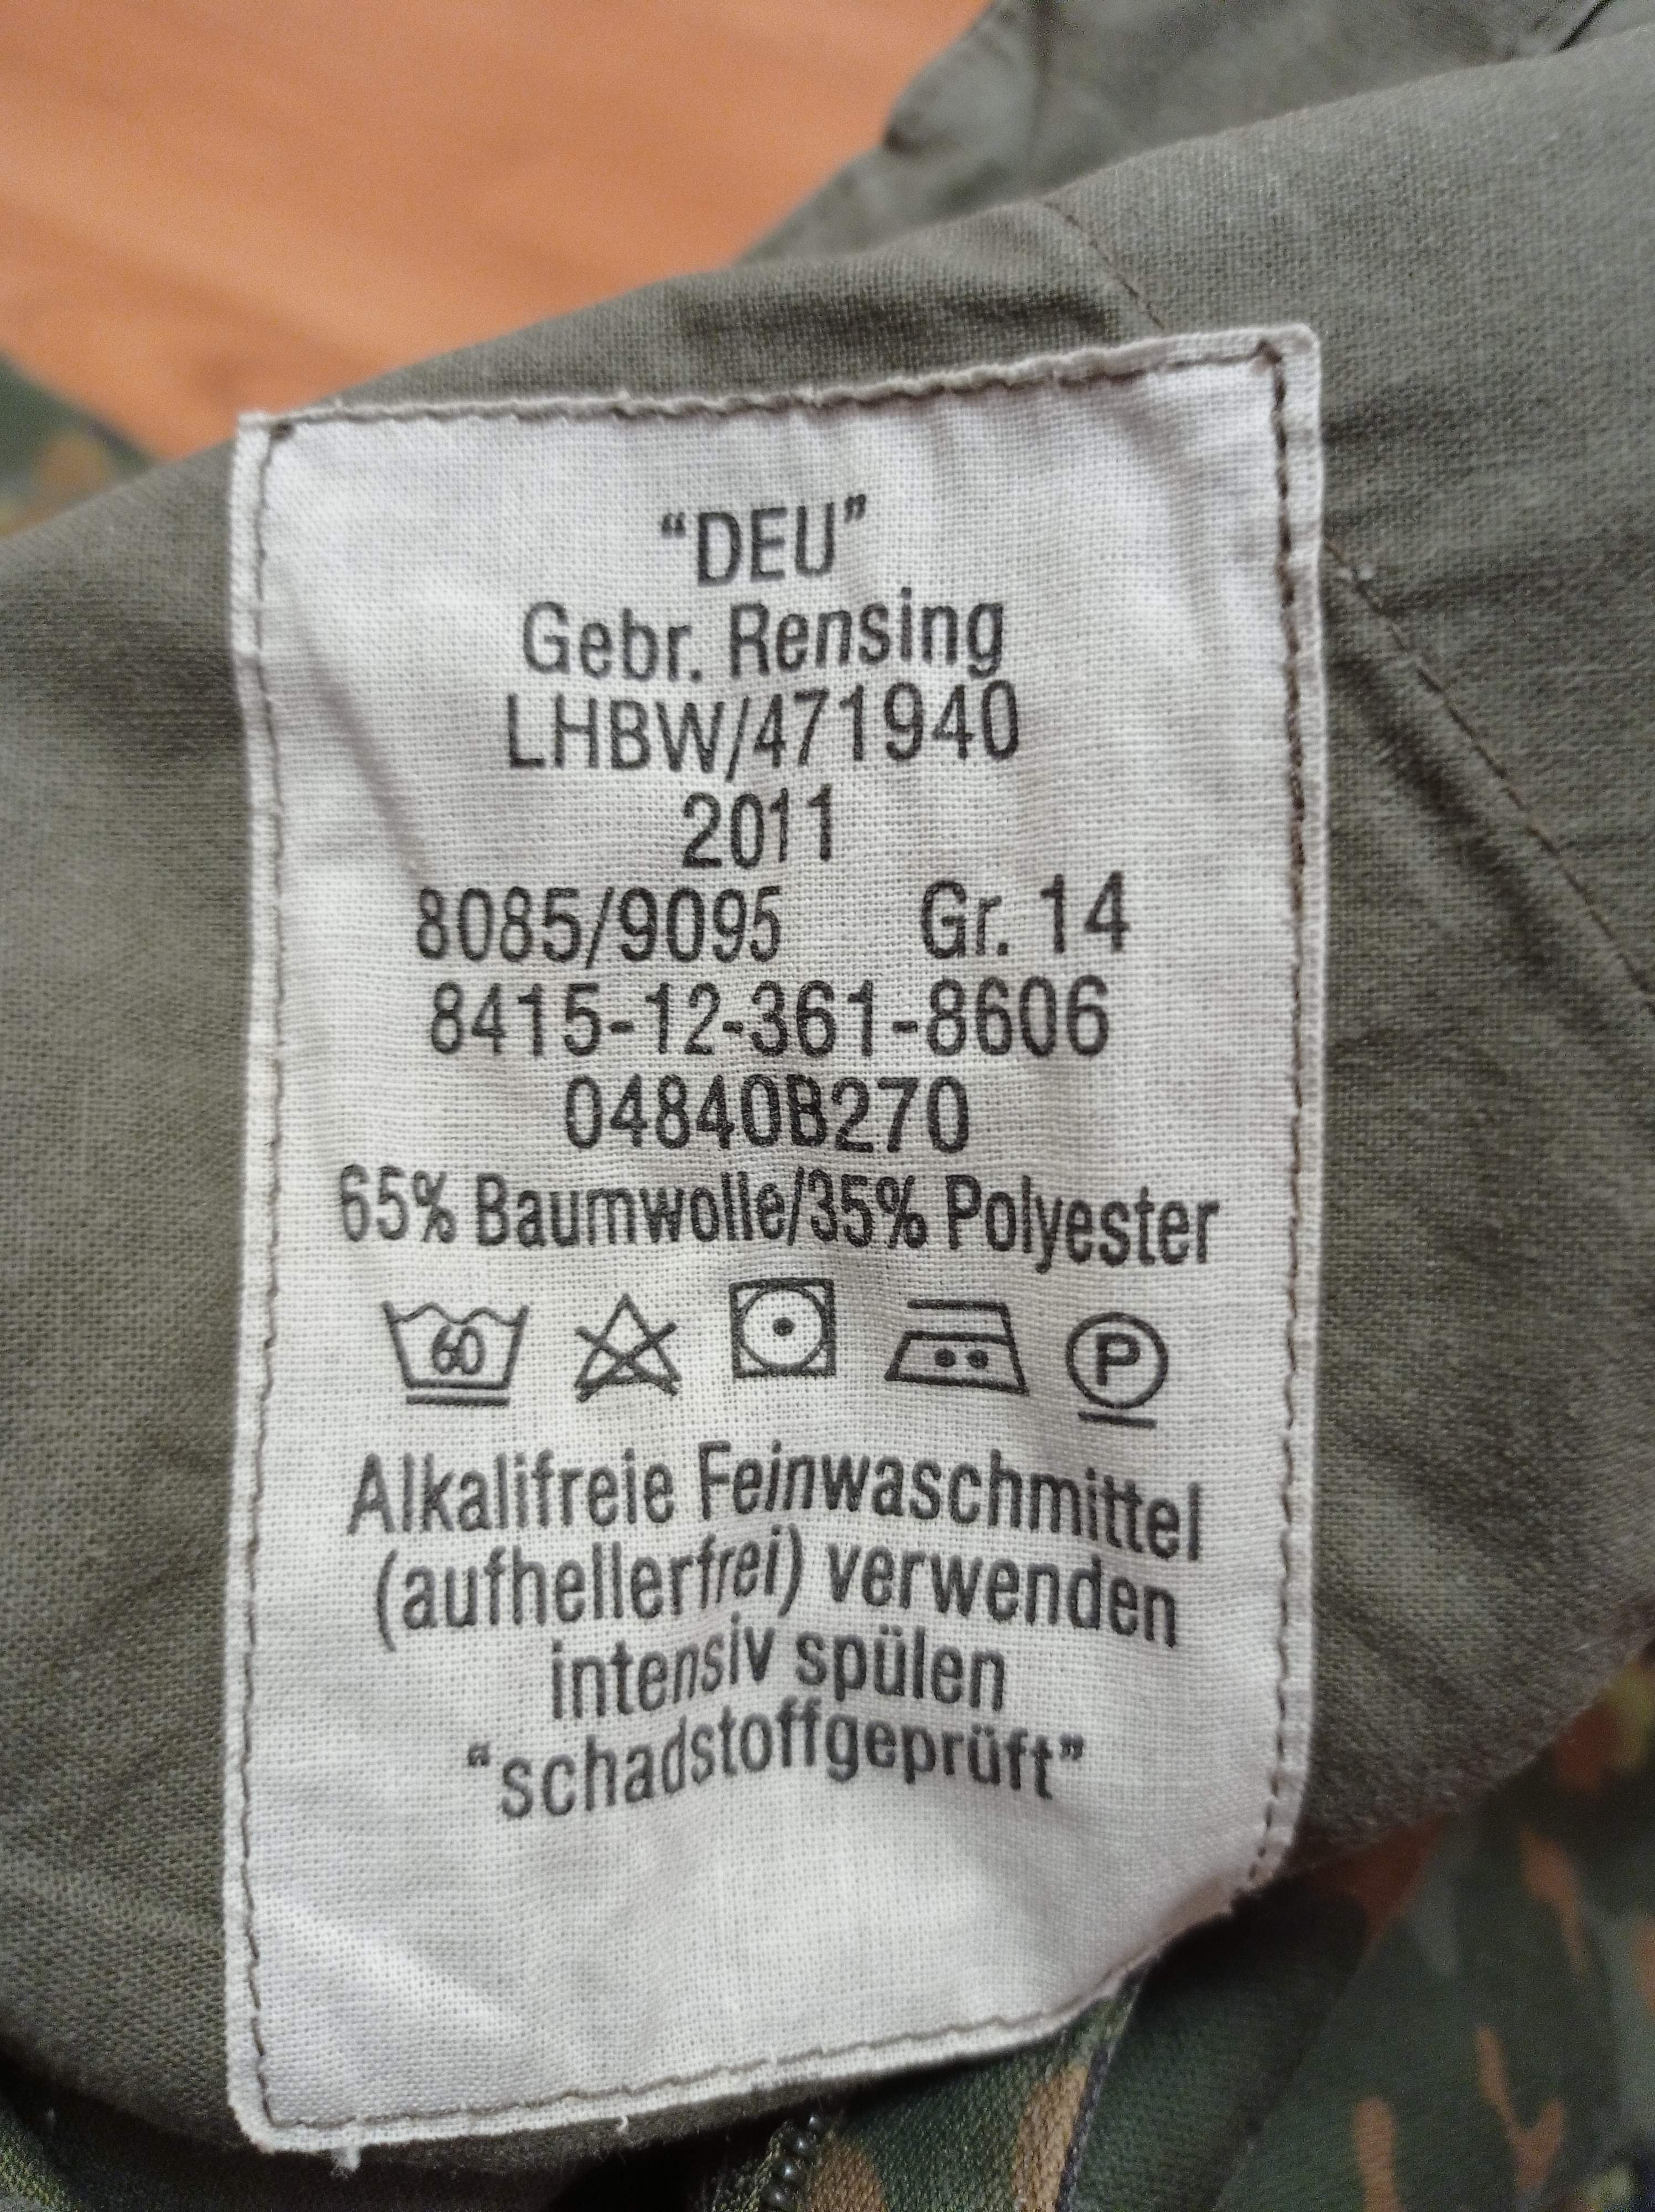 “DEU”
Gebr. Rensing
LHBW/471940
2011
8085/9095 Gr. 14
8415-12-361-8606
04840B270
65% Baumwolle/35% Polyester
60 P
Alkalifreie Feinwaschmittel
(aufhellerfrei) verwenden
intensiv spülen
“schadstoffgeprüft”